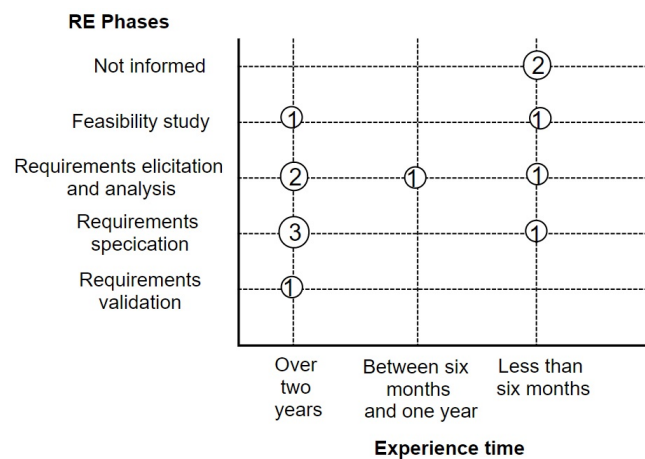 RE Phases
Not informed
2
Feasibility study
1
1
Requirements elicitation
and analysis
2
1
1
Requirements
specication
3
1
Requirements
validation
1
Over
two
years
Between six
months
and one year
Less than
six months
Experience time